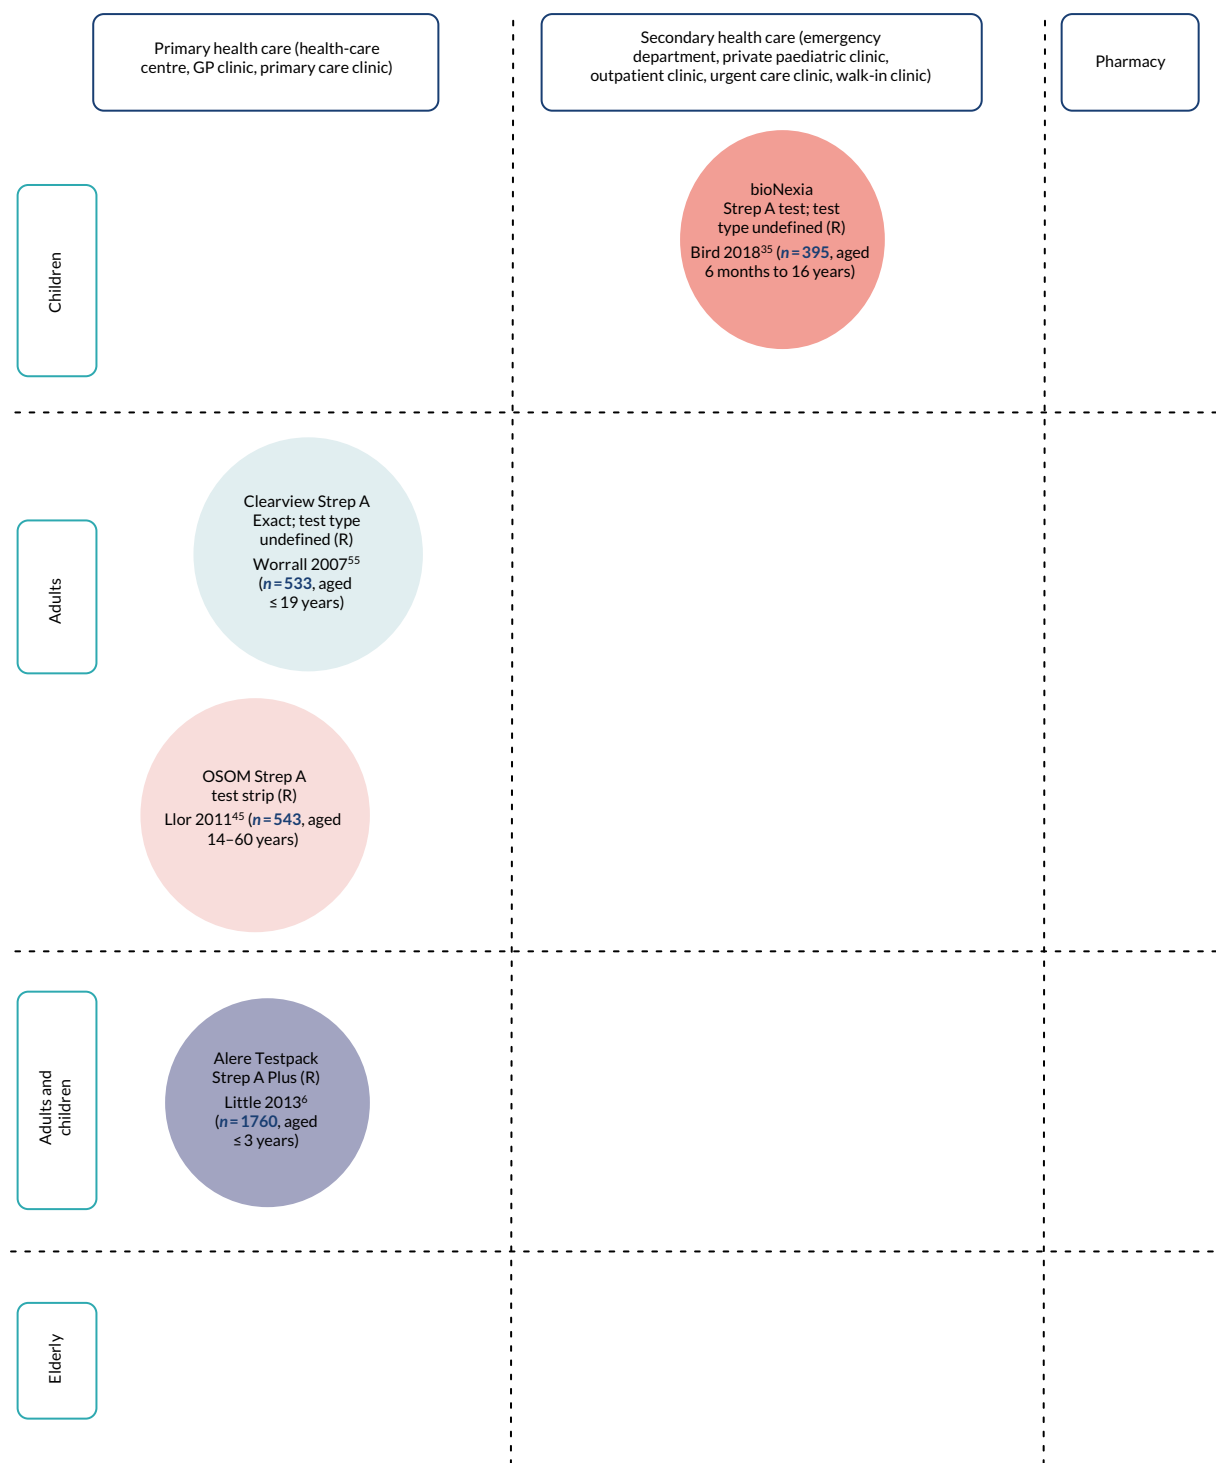 Primary health care (health-care
centre, GP clinic, primary care clinic)
Secondary health care (emergency
department, private paediatric clinic,
outpatient clinic, urgent care clinic, walk-in clinic)
Pharmacy
Children
bioNexia
Strep A test; test
type undefined (R)
Bird 2018³⁵ (n = 395, aged
6 months to 16 years)
Adults
Clearview Strep A
Exact; test type
undefined (R)
Worrall 2007⁵⁵
(n = 533, aged
≤ 19 years)
OSOM Strep A
test strip (R)
Llor 2011⁴⁵ (n = 543, aged
14–60 years)
Adults and
children
Alere Testpack
Strep A Plus (R)
Little 2013⁶
(n = 1760, aged
≤ 3 years)
Elderly